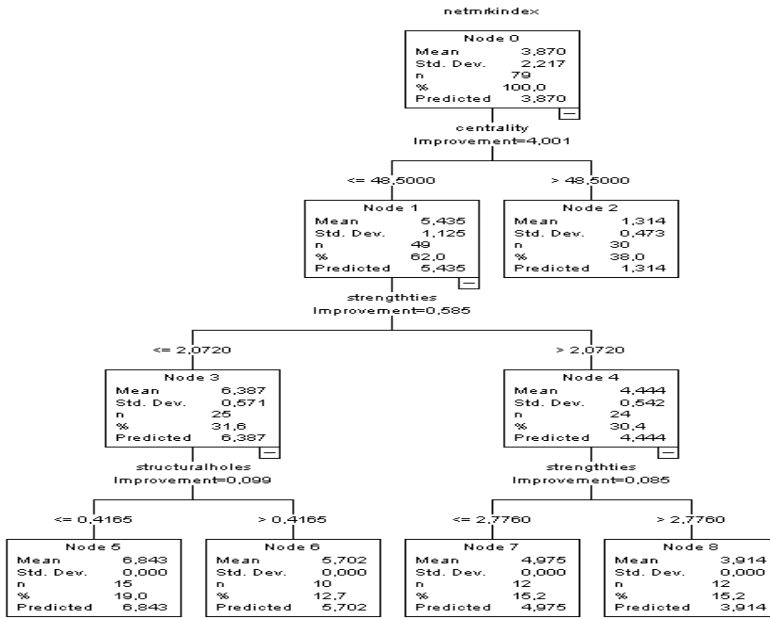 netmrkindex
Node 0
Mean 3,870
Std. Dev. 2,217
n 79
% 100,0
Predicted 3,870
centrality
Improvement=4,001
<= 48,5000
> 48,5000
Node 1
Mean 5,435
Std. Dev. 1,125
n 49
% 62,0
Predicted 5,435
Node 2
Mean 1,314
Std. Dev. 0,473
n 30
% 38,0
Predicted 1,314
strengthties
Improvement=0,585
<= 2,0720
> 2,0720
Node 3
Mean 6,387
Std. Dev. 0,571
n 25
% 31,6
Predicted 6,387
Node 4
Mean 4,444
Std. Dev. 0,542
n 24
% 30,4
Predicted 4,444
structuralholes
Improvement=0,099
strengthties
Improvement=0,085
<= 0,4165
> 0,4165
<= 2,7760
> 2,7760
Node 5
Mean 6,843
Std. Dev. 0,000
n 15
% 19,0
Predicted 6,843
Node 6
Mean 5,702
Std. Dev. 0,000
n 10
% 12,7
Predicted 5,702
Node 7
Mean 4,975
Std. Dev. 0,000
n 12
% 15,2
Predicted 4,975
Node 8
Mean 3,914
Std. Dev. 0,000
n 12
% 15,2
Predicted 3,914